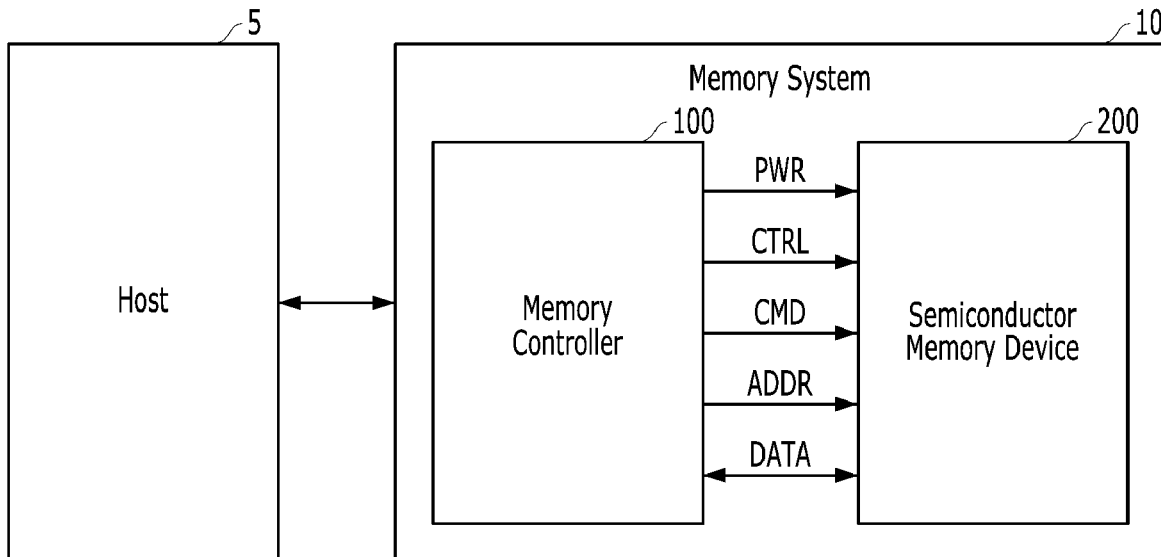 5
10
Memory System
100
200
PWR
CTRL
Host
CMD
Memory
Controller
Semiconductor
Memory Device
ADDR
DATA